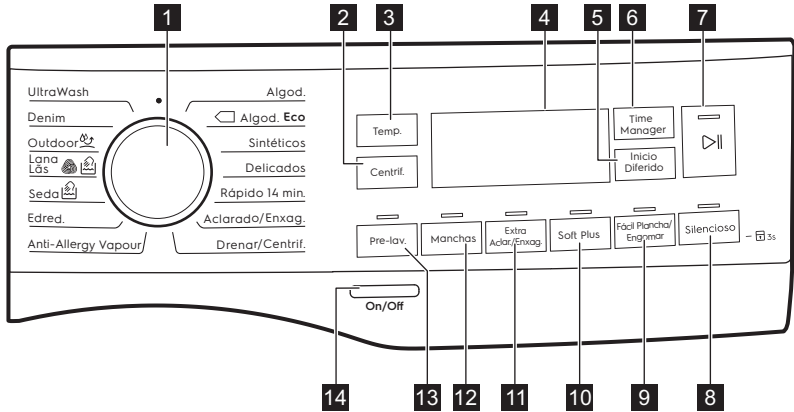 1
2
3
4
5
6
7
UltraWash
Denim
Outdoor
Lana
Lãs
Seda
Edred.
Anti-Allergy Vapour
Algod.
Algod. Eco
Sintéticos
Delicados
Rápido 14 min.
Aclarado/Enxag.
Drenar/Centrif.
Temp.
Centrif.
Time
Manager
Inicio
Diferido
Pre-lav.
Manchas
Extra
Aclar./Enxag.
Soft Plus
Fácil Plancha/
Engomar
Silencioso
3s
On/Off
14
13
12
11
10
9
8